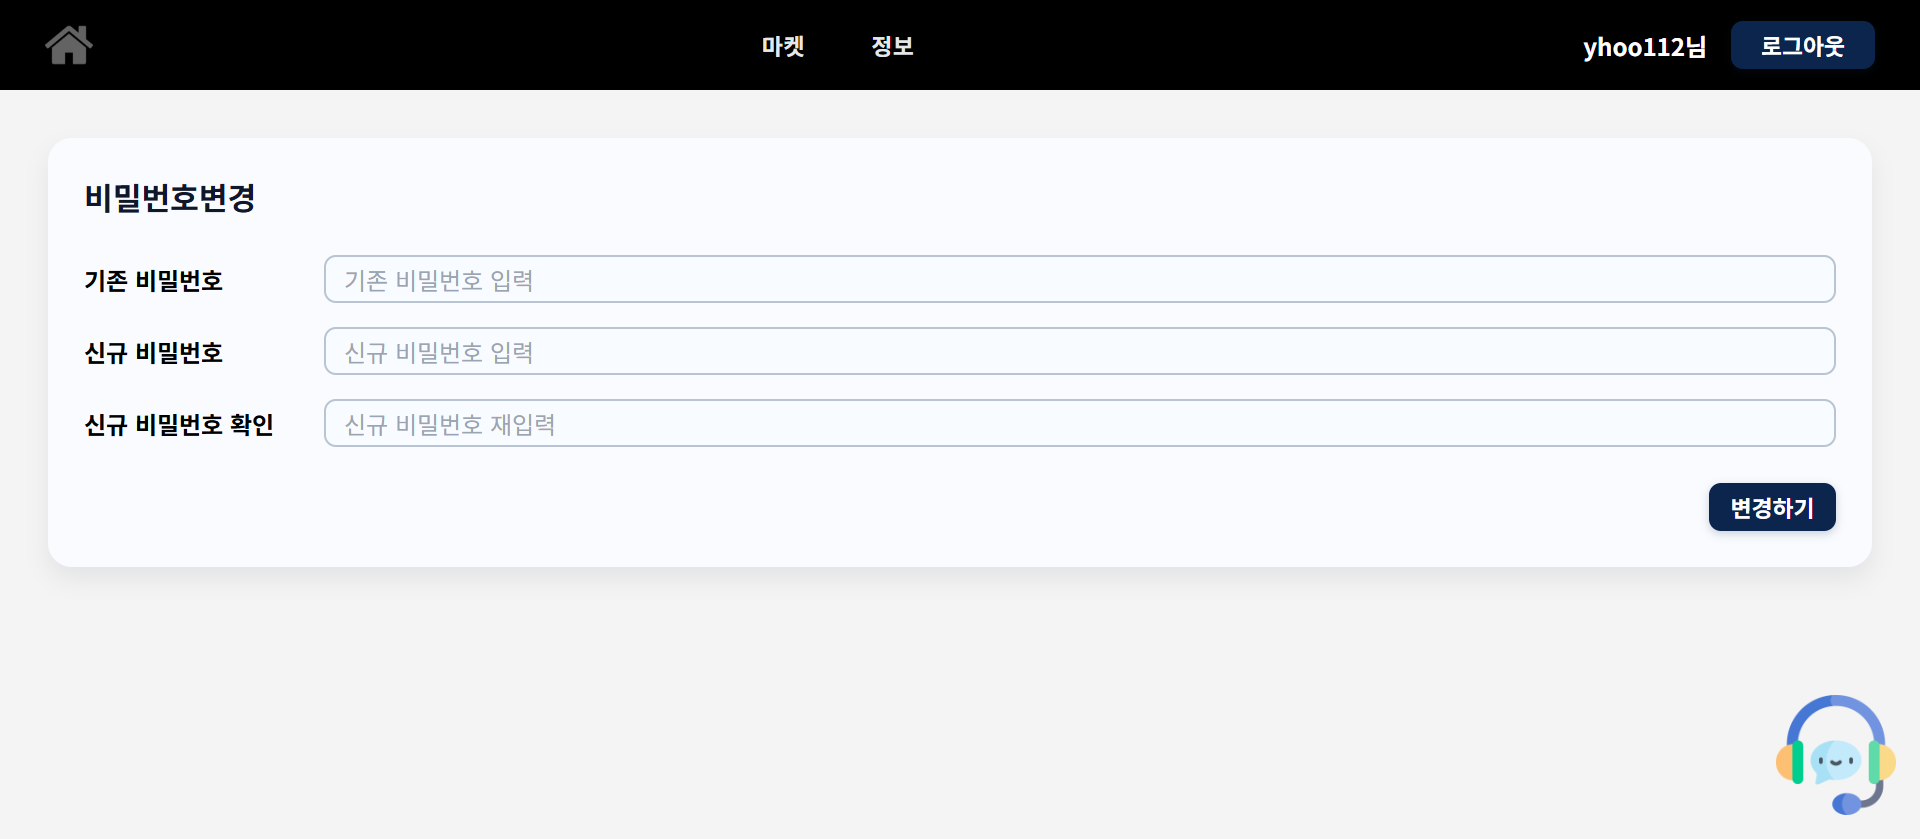 마켓 정보 yhoo112님 로그아웃
비밀번호변경
기존 비밀번호 기존 비밀번호 입력
신규 비밀번호 신규 비밀번호 입력
신규 비밀번호 확인 신규 비밀번호 재입력
변경하기